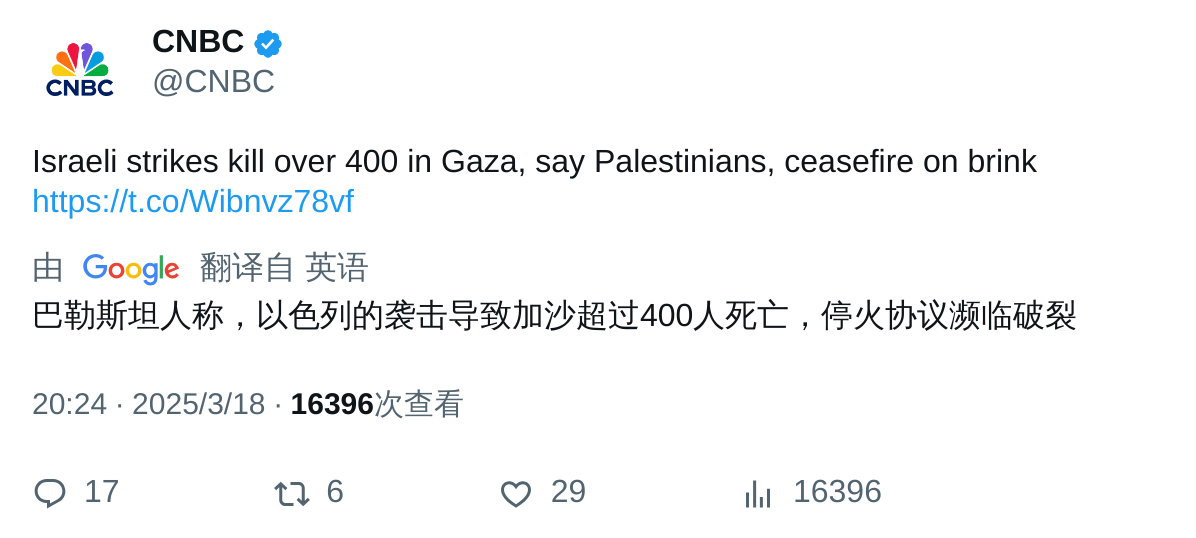 CNBC
CNBC
@CNBC
Israeli strikes kill over 400 in Gaza, say Palestinians, ceasefire on brink
https://t.co/Wibnvz78vf
由 Google 翻译自 英语
巴勒斯坦人称，以色列的袭击导致加沙超过400人死亡，停火协议濒临破裂
20:24 · 2025/3/18 · 16396次查看
17 6 29 16396